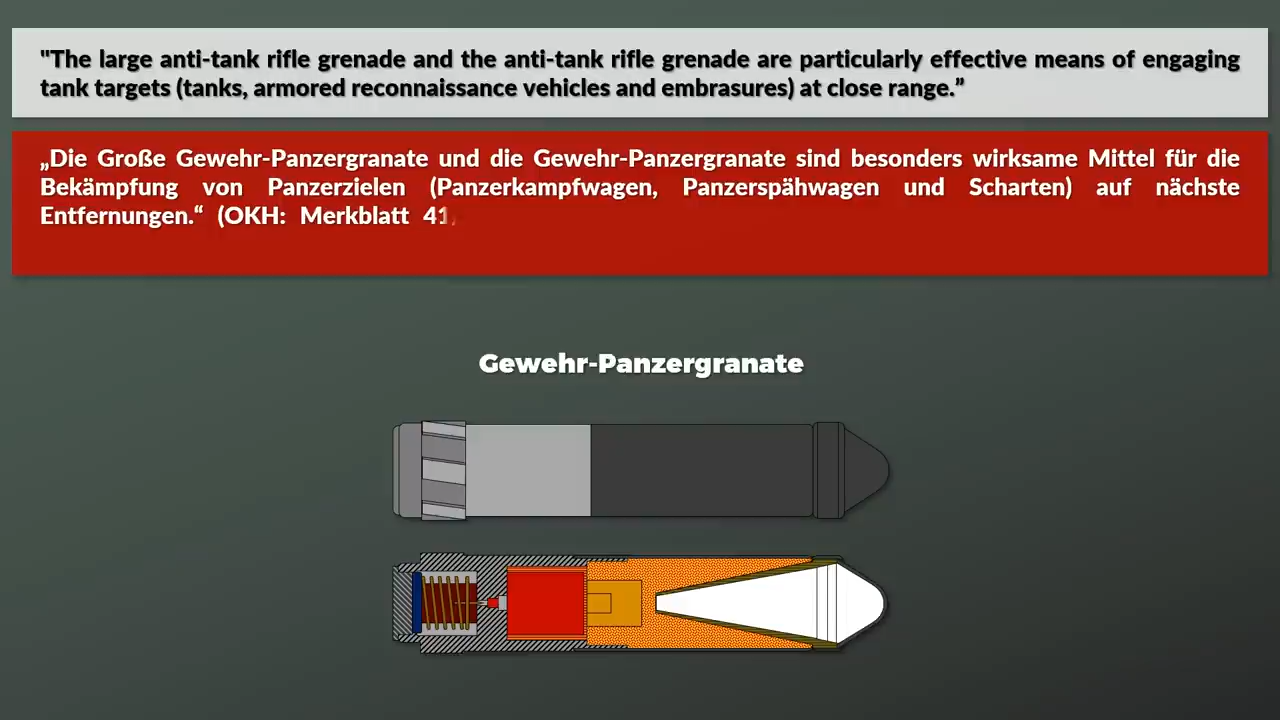 "The large anti-tank rifle grenade and the anti-tank rifle grenade are particularly effective means of engaging
tank targets (tanks, armored reconnaissance vehicles and embrasures) at close range.”
„Die Große Gewehr-Panzergranate und die Gewehr-Panzergranate sind besonders wirksame Mittel für die
Bekämpfung von Panzerzielen (Panzerkampfwagen, Panzerspähwagen und Scharten) auf nächste
Entfernungen.“ (OKH: Merkblatt 41,
Gewehr-Panzergranate